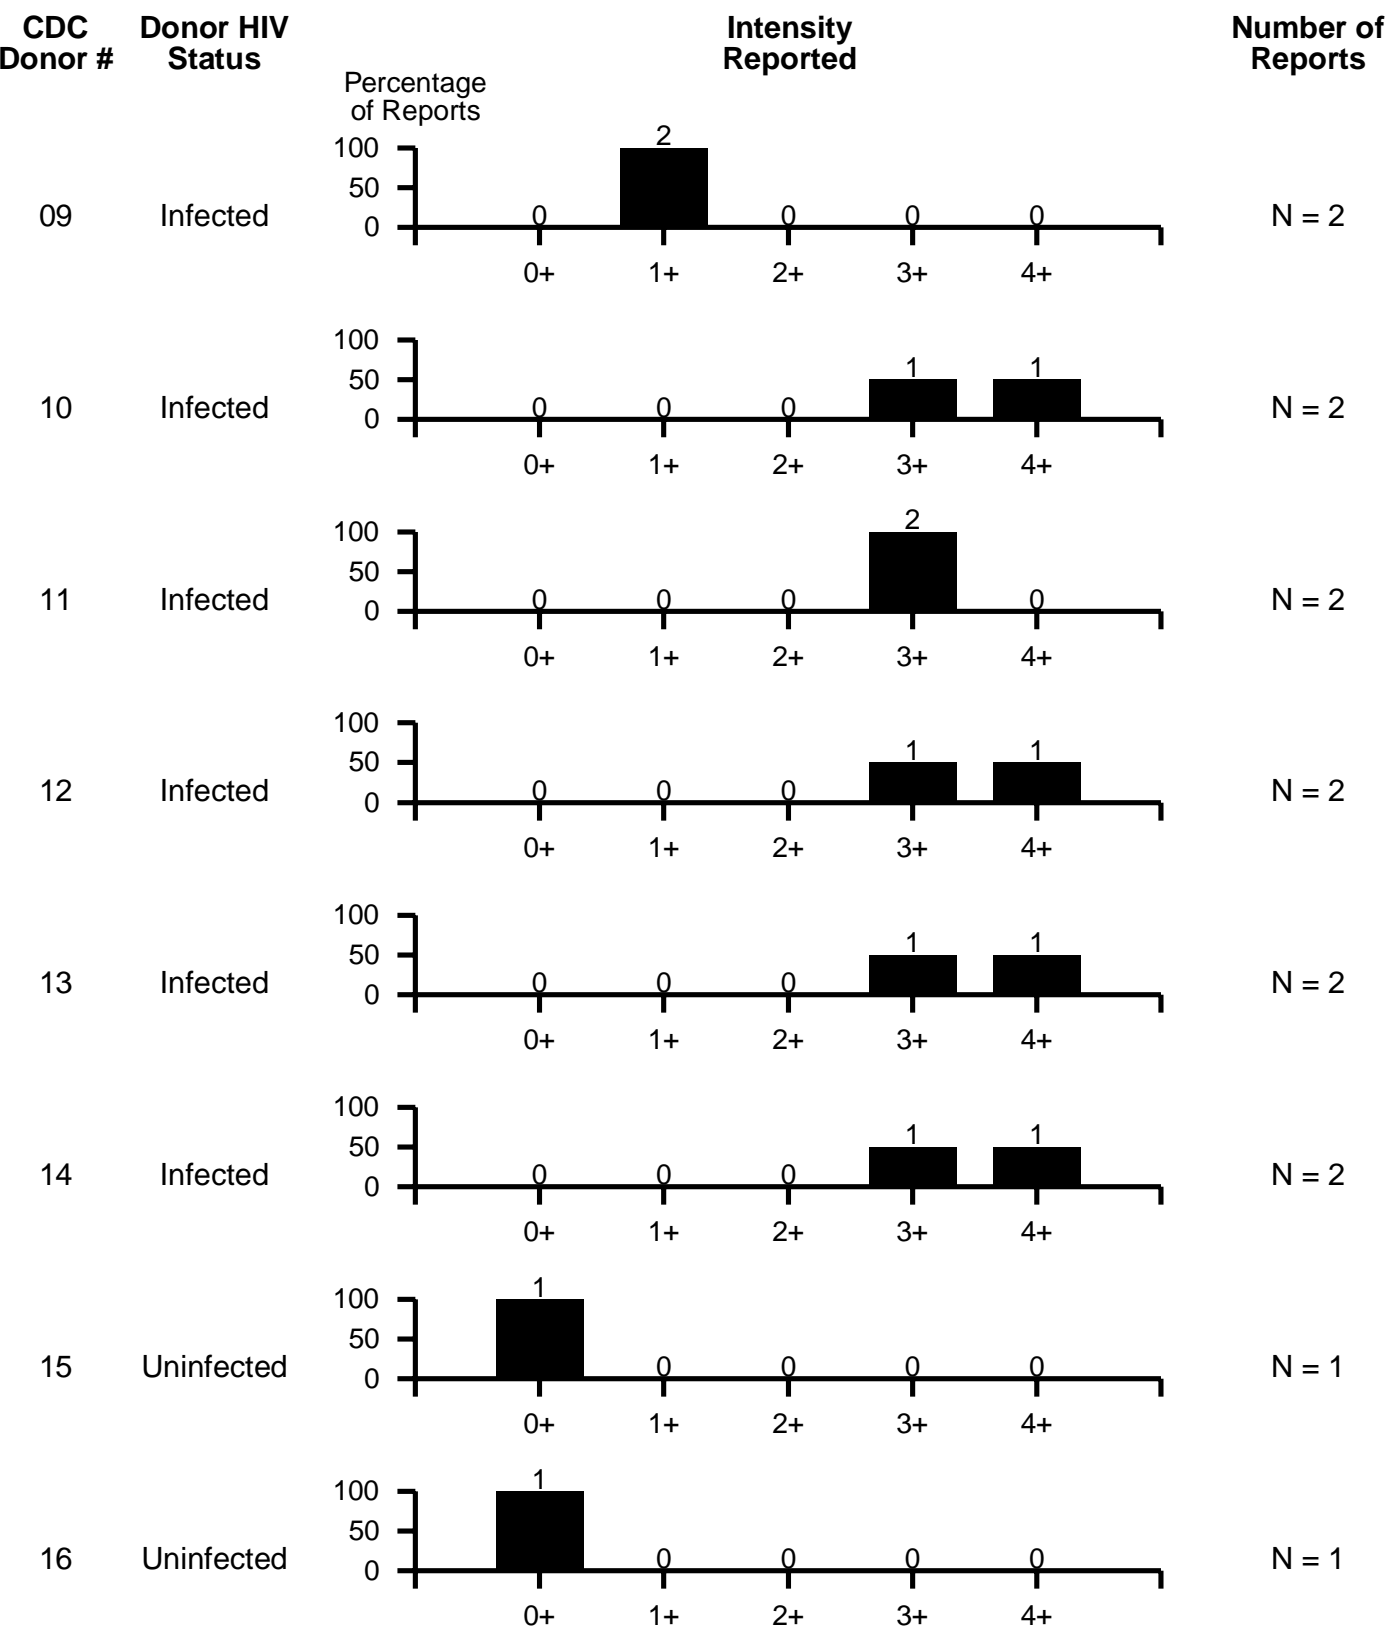 CDC Donor HIV Intensity Number of
Donor # Status Reported Reports
Percentage
of Reports
2
100
50
09 Infected 0 0 0 0 0 N = 2
0+ 1+ 2+ 3+ 4+
100
50 1 1
10 Infected 0 0 0 0 N = 2
0+ 1+ 2+ 3+ 4+
2
100
50
11 Infected 0 0 0 0 0 N = 2
0+ 1+ 2+ 3+ 4+
100
50 1 1
12 Infected 0 0 0 0 N = 2
0+ 1+ 2+ 3+ 4+
100
50 1 1
13 Infected 0 0 0 0 N = 2
0+ 1+ 2+ 3+ 4+
100
50 1 1
14 Infected 0 0 0 0 N = 2
0+ 1+ 2+ 3+ 4+
1
100
50
15 Uninfected 0 0 0 0 0 N = 1
0+ 1+ 2+ 3+ 4+
1
100
50
16 Uninfected 0 0 0 0 0 N = 1
0+ 1+ 2+ 3+ 4+